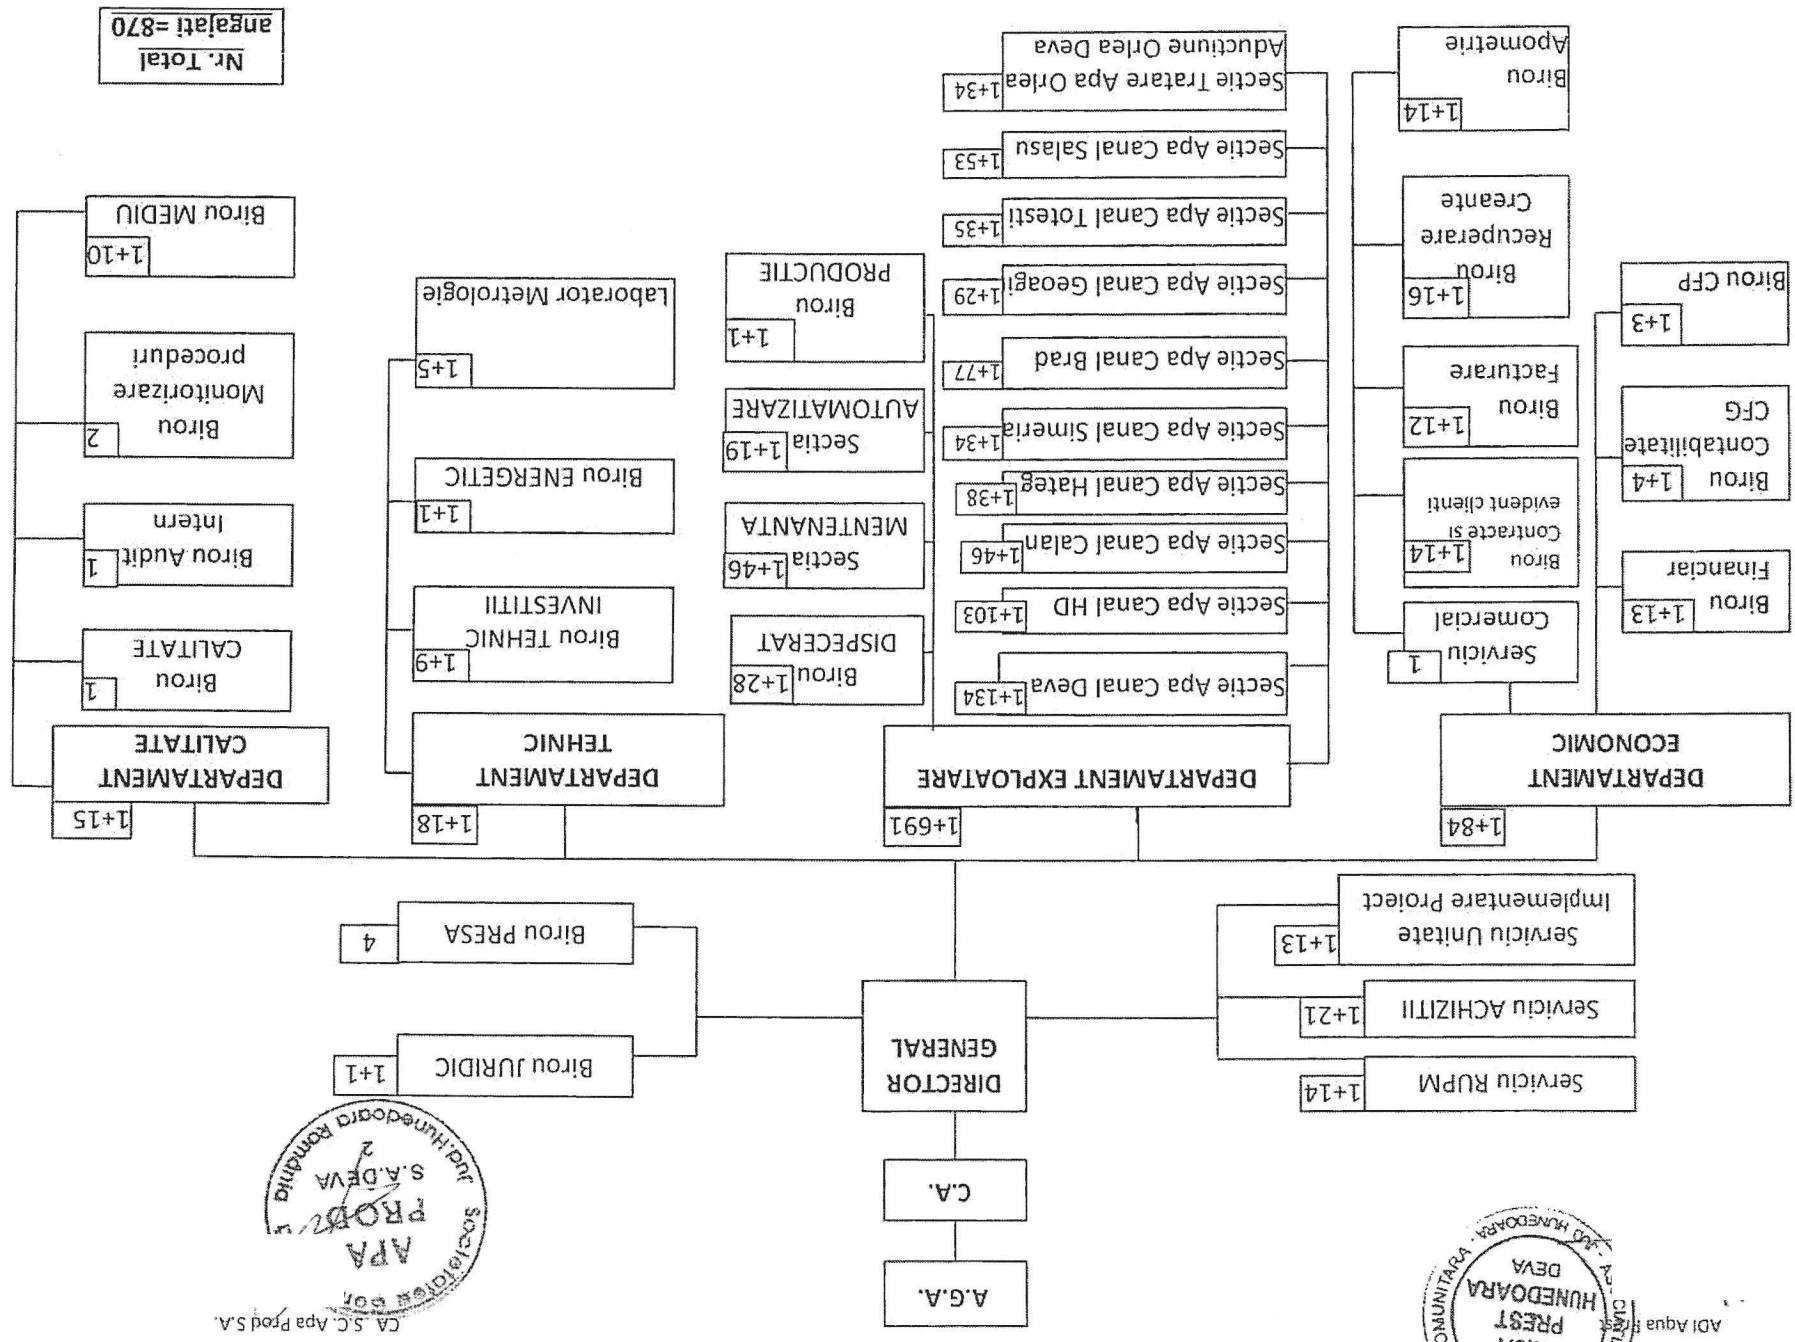 ADI Aqua Prest
CA S.C. Apa Prod S.A.
PREST
HUNEDOARA
DEVA
COMUNITARA - JUD HUNEDOARA -
APA
PROD
S.A.DEVA
2
Jud.Hunedoara România
A.G.A.
C.A.
DIRECTOR
GENERAL
Serviciu RUPM
1+14
Serviciu ACHIZITII
1+21
Serviciu Unitate
Implementare Proiect
1+13
Birou JURIDIC
1+1
Birou PRESA
4
DEPARTAMENT
ECONOMIC
1+84
DEPARTAMENT EXPLOATARE
1+691
DEPARTAMENT
TEHNIC
1+18
DEPARTAMENT
CALITATE
1+15
Birou
Financiar
1+13
Birou
Contabilitate
CFG
1+4
Birou CFP
1+3
Serviciu
Comercial
1
Birou
Contracte si
evident clienti
1+14
Birou
Facturare
1+12
Birou
Recuperare
Creante
1+16
Birou
Apometrie
1+14
Sectie Apa Canal Deva
1+134
Sectie Apa Canal HD
1+103
Sectie Apa Canal Calan
1+46
Sectie Apa Canal Hateg
1+38
Sectie Apa Canal Simeria
1+34
Sectie Apa Canal Brad
1+77
Sectie Apa Canal Geoagi
1+29
Sectie Apa Canal Totesti
1+35
Sectie Apa Canal Salasu
1+53
Sectie Tratare Apa Orlea
Aductiune Orlea Deva
1+34
Birou
DISPECERAT
1+28
Sectia
MENTENANTA
1+46
Sectia
AUTOMATIZARE
1+19
Birou
PRODUCTIE
1+1
Birou TEHNIC
INVESTITII
1+9
Birou ENERGETIC
1+1
Laborator Metrologie
1+5
Birou
CALITATE
1
Birou Audit
Intern
1
Birou
Monitorizare
proceduri
2
Birou MEDIU
1+10
Nr. Total
angajati =870